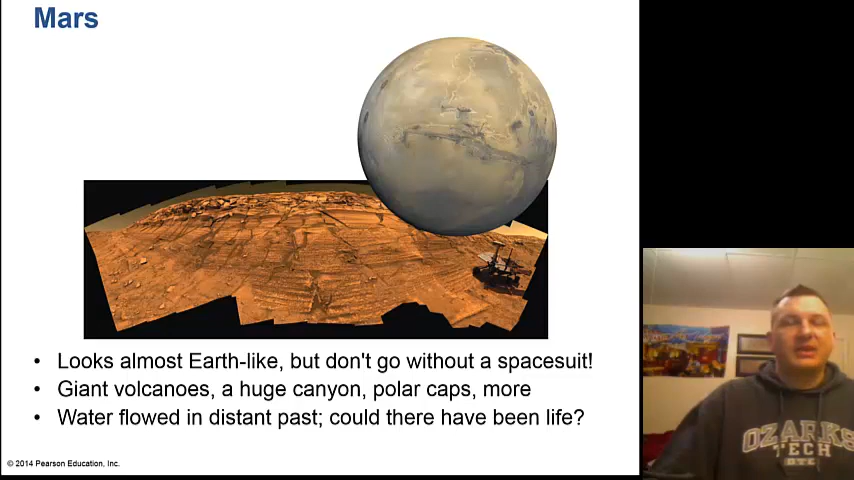 Mars
• Looks almost Earth-like, but don't go without a spacesuit!
• Giant volcanoes, a huge canyon, polar caps, more
• Water flowed in distant past; could there have been life?
© 2014 Pearson Education, Inc.
OZARKS
TECH